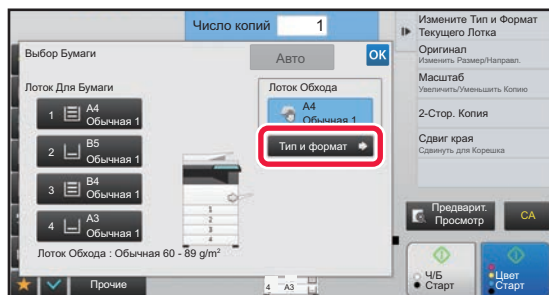 Число копий 1
Выбор Бумаги
Авто
OK
Лоток Для Бумаги
1 A4
Обычная 1
2 B5
Обычная 1
3 B4
Обычная 1
4 A3
Обычная 1
Лоток Обхода
A4
Обычная 1
Тип и формат
1
2
3
4
Лоток Обхода : Обычная 60 - 89 g/m²
Прочие
4 A3
Измените Тип и Формат
Текущего Лотка
Оригинал
Изменить Размер/Направл.
Масштаб
Увеличить/Уменьшить Копию
2-Стор. Копия
Сдвиг края
Сдвинуть для Корешка
Предварит.
Просмотр
CA
Ч/Б
Старт
Цвет
Старт